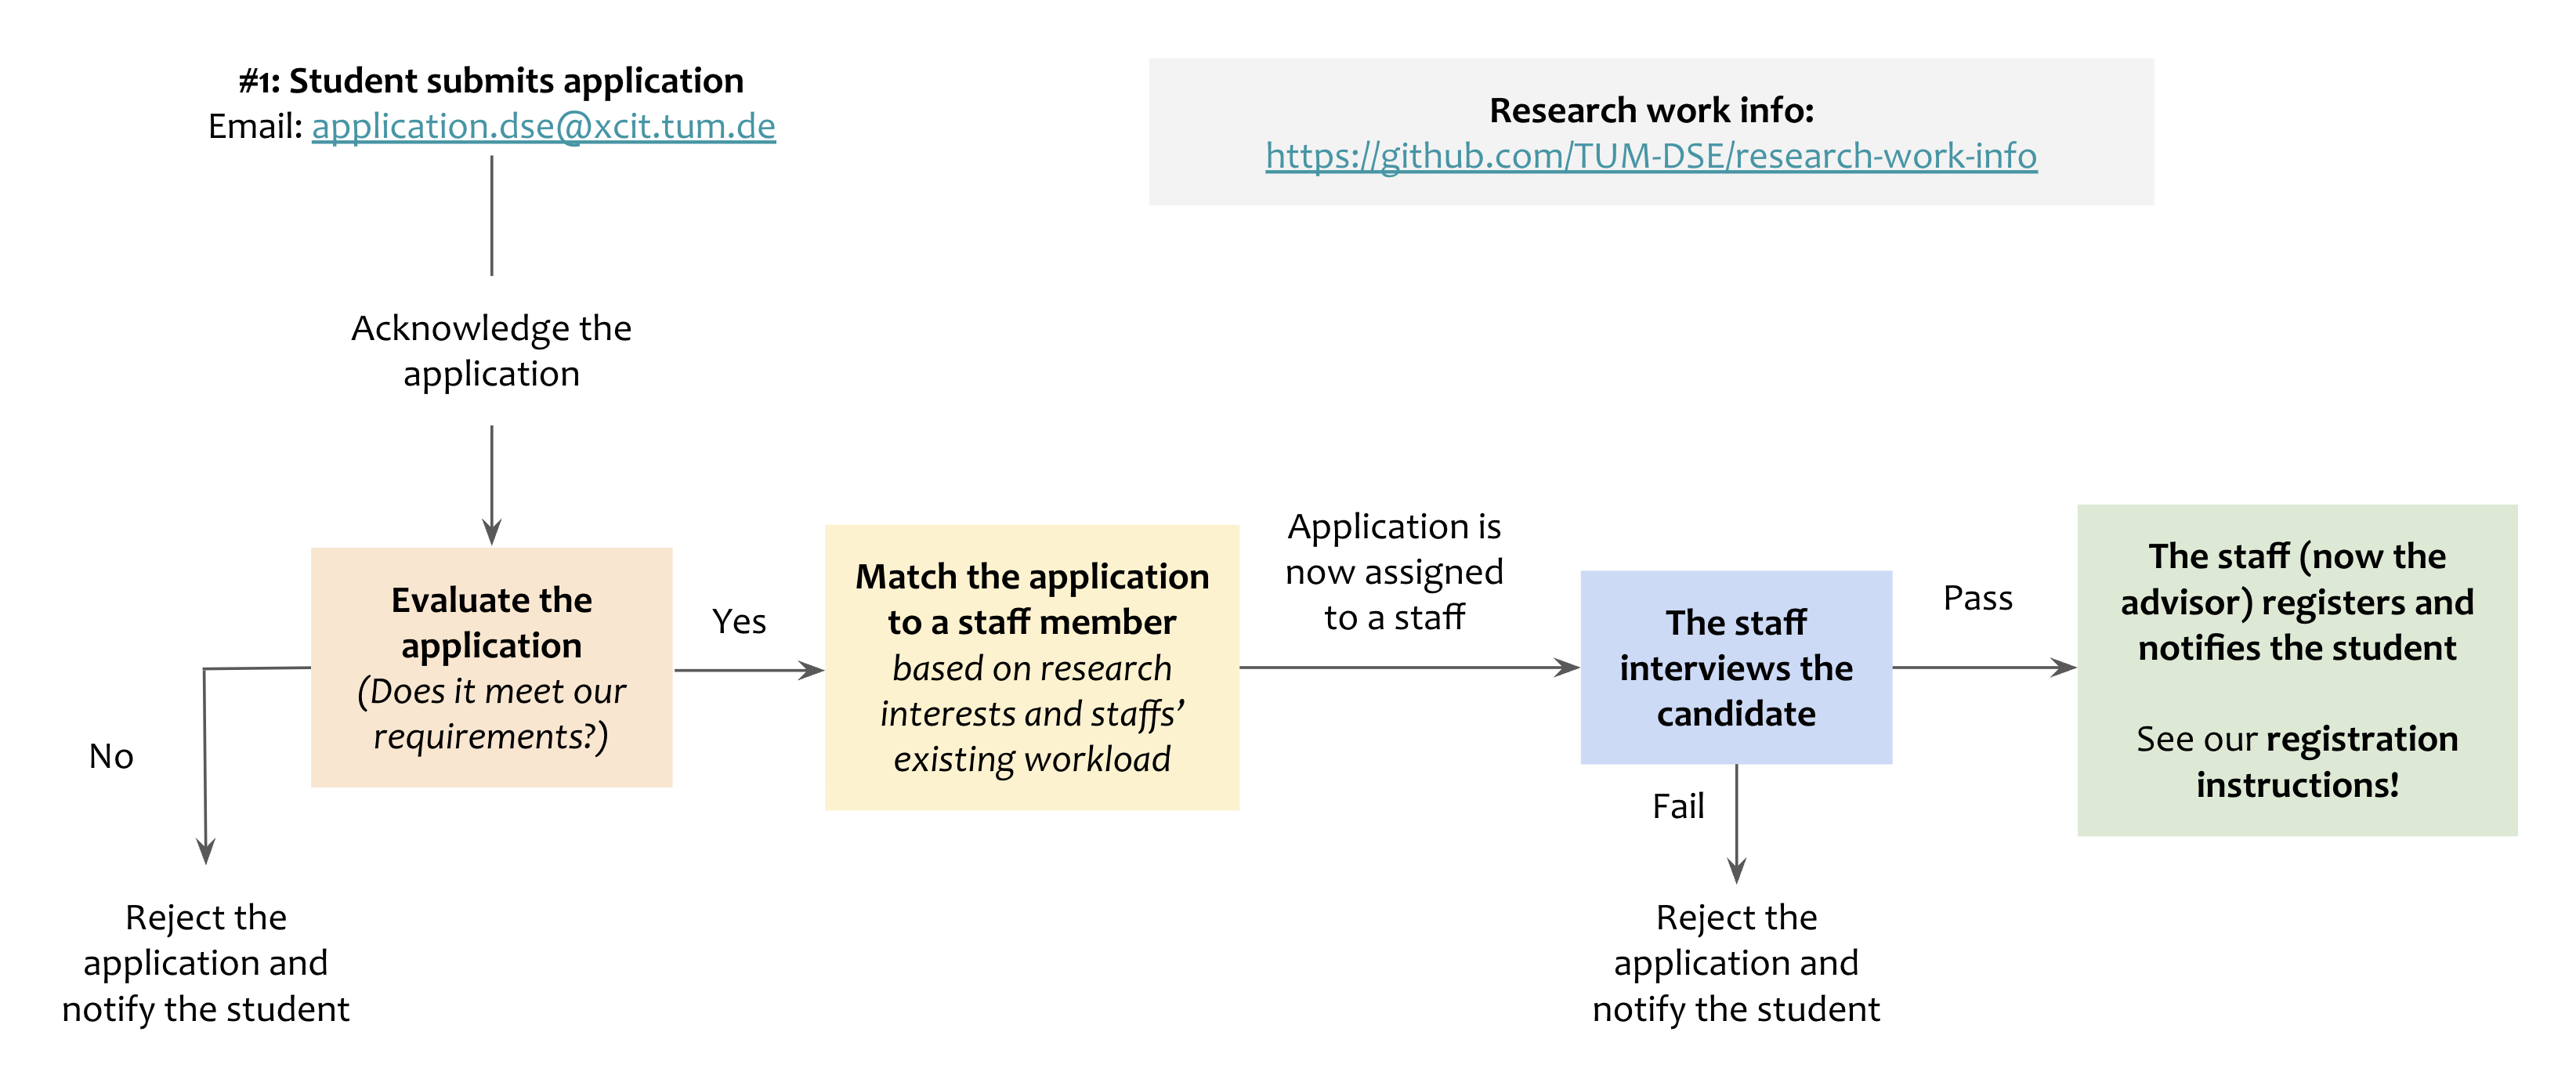 #1: Student submits application
Email: application.dse@xcit.tum.de
Research work info:
https://github.com/TUM-DSE/research-work-info
Acknowledge the
application
Evaluate the
application
(Does it meet our
requirements?)
Yes
No
Reject the
application and
notify the student
Match the application
to a staff member
based on research
interests and staffs’
existing workload
Application is
now assigned
to a staff
The staff
interviews the
candidate
Fail
Reject the
application and
notify the student
Pass
The staff (now the
advisor) registers and
notifies the student
See our registration
instructions!